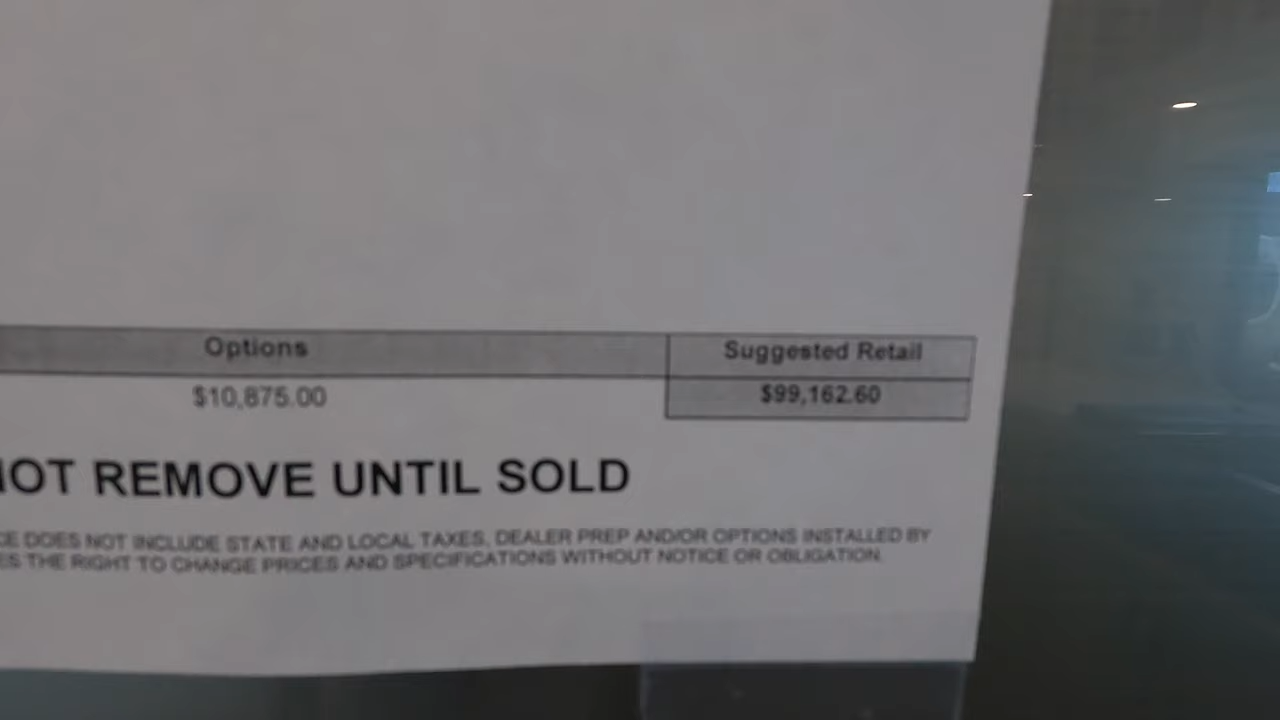 Options Suggested Retail
$10,875.00 $99,162.60
NOT REMOVE UNTIL SOLD
DOES NOT INCLUDE STATE AND LOCAL TAXES, DEALER PREP AND/OR OPTIONS INSTALLED BY
THE RIGHT TO CHANGE PRICES AND SPECIFICATIONS WITHOUT NOTICE OR OBLIGATION.